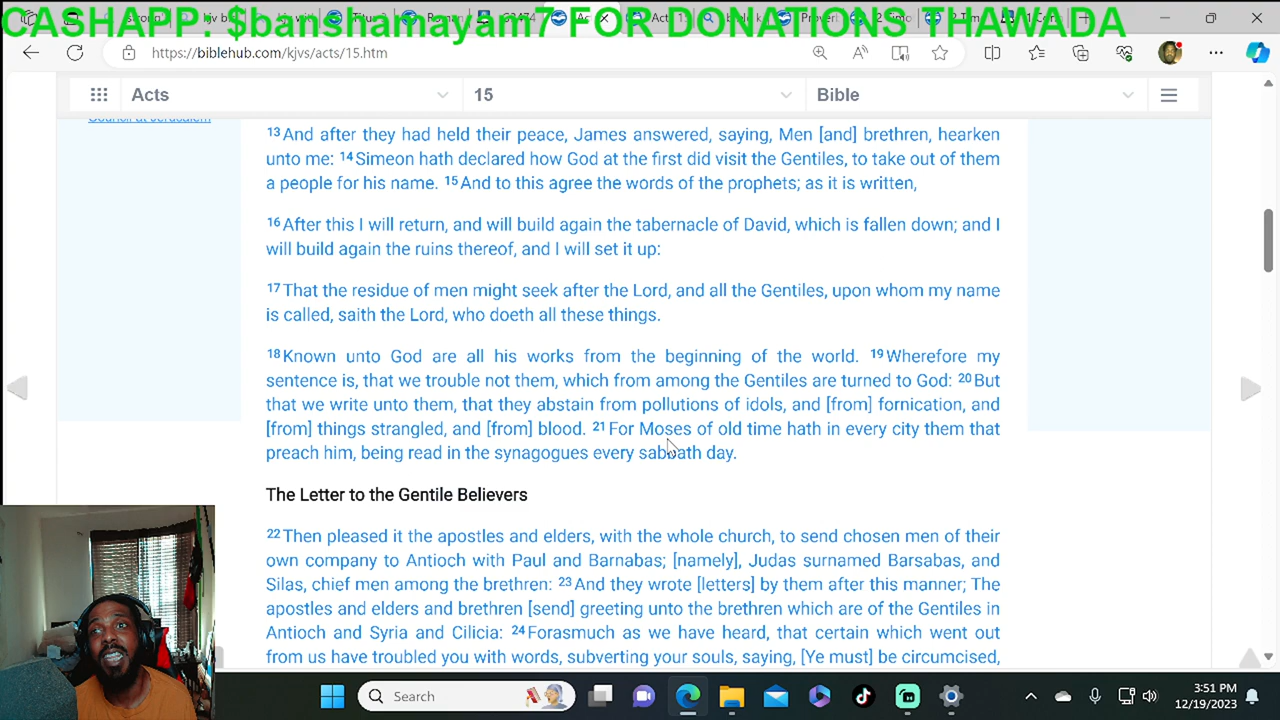 CASHAPP: $banshamayam7 FOR DONATIONS THAWADA
https://biblehub.com/kjvs/acts/15.htm
Acts
15
Bible
Council at Jerusalem
13 And after they had held their peace, James answered, saying, Men [and] brethren, hearken
unto me: 14 Simeon hath declared how God at the first did visit the Gentiles, to take out of them
a people for his name. 15 And to this agree the words of the prophets; as it is written,
16 After this I will return, and will build again the tabernacle of David, which is fallen down; and I
will build again the ruins thereof, and I will set it up:
17 That the residue of men might seek after the Lord, and all the Gentiles, upon whom my name
is called, saith the Lord, who doeth all these things.
18 Known unto God are all his works from the beginning of the world. 19 Wherefore my
sentence is, that we trouble not them, which from among the Gentiles are turned to God: 20 But
that we write unto them, that they abstain from pollutions of idols, and [from] fornication, and
[from] things strangled, and [from] blood. 21 For Moses of old time hath in every city them that
preach him, being read in the synagogues every sabbath day.
The Letter to the Gentile Believers
22 Then pleased it the apostles and elders, with the whole church, to send chosen men of their
own company to Antioch with Paul and Barnabas; [namely], Judas surnamed Barsabas, and
Silas, chief men among the brethren: 23 And they wrote [letters] by them after this manner; The
apostles and elders and brethren [send] greeting unto the brethren which are of the Gentiles in
Antioch and Syria and Cilicia: 24 Forasmuch as we have heard, that certain which went out
from us have troubled you with words, subverting your souls, saying, [Ye must] be circumcised,
Search
3:51 PM
12/19/2023